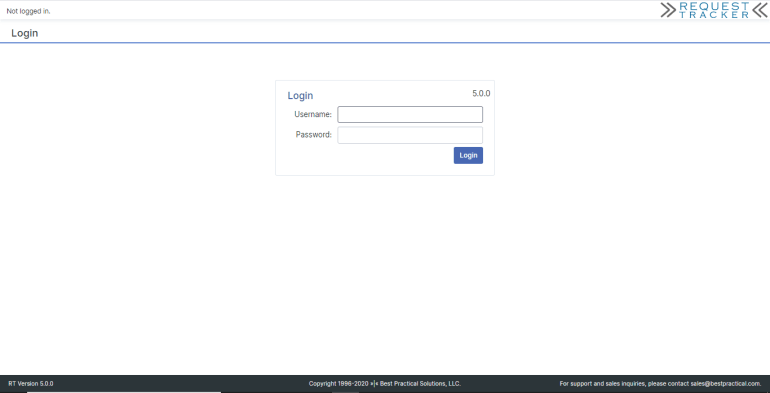 Not logged in.
REQUEST
TRACKER
Login
Login 5.0.0
Username:
Password:
Login
RT Version 5.0.0 Copyright 1996-2020 »|« Best Practical Solutions, LLC. For support and sales inquiries, please contact sales@bestpractical.com.